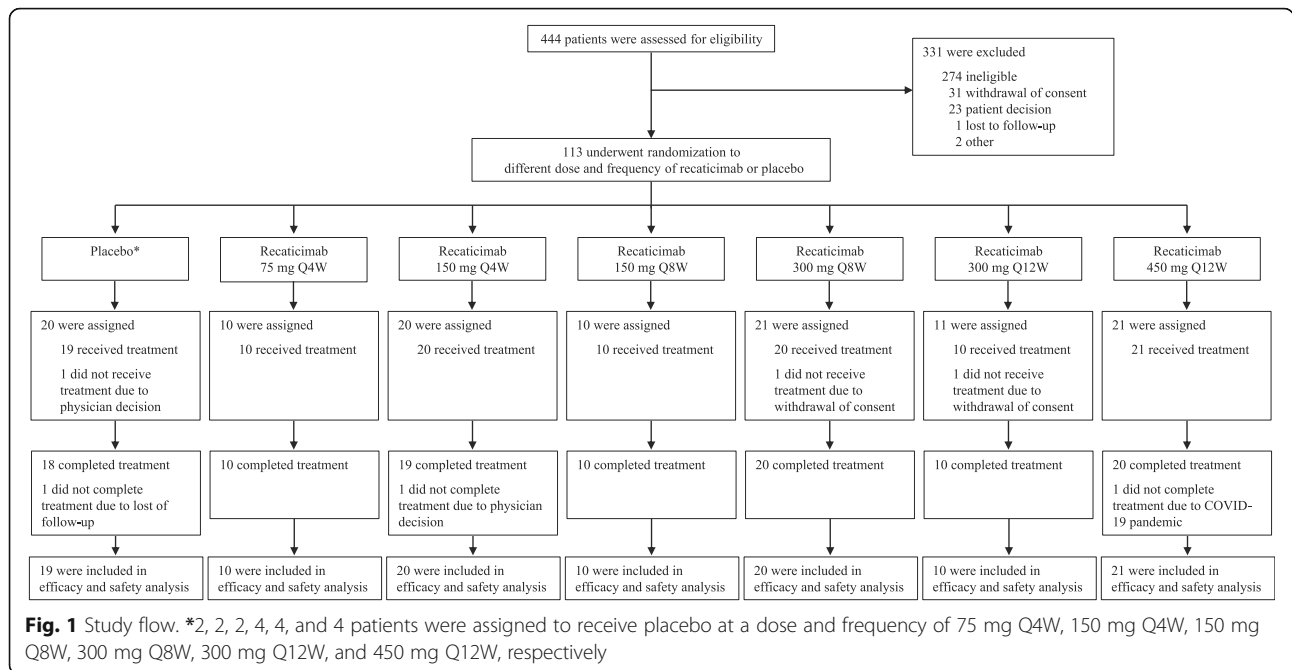 444 patients were assessed for eligibility
331 were excluded
274 ineligible
31 withdrawal of consent
23 patient decision
1 lost to follow-up
2 other
113 underwent randomization to
different dose and frequency of recaticimab or placebo
Placebo*
Recaticimab
75 mg Q4W
Recaticimab
150 mg Q4W
Recaticimab
150 mg Q8W
Recaticimab
300 mg Q8W
Recaticimab
300 mg Q12W
Recaticimab
450 mg Q12W
20 were assigned
19 received treatment
1 did not receive
treatment due to
physician decision
10 were assigned
10 received treatment
20 were assigned
20 received treatment
10 were assigned
10 received treatment
21 were assigned
20 received treatment
1 did not receive
treatment due to
withdrawal of consent
11 were assigned
10 received treatment
1 did not receive
treatment due to
withdrawal of consent
21 were assigned
21 received treatment
18 completed treatment
1 did not complete
treatment due to lost of
follow-up
10 completed treatment
19 completed treatment
1 did not complete
treatment due to physician
decision
10 completed treatment
20 completed treatment
10 completed treatment
20 completed treatment
1 did not complete
treatment due to COVID-
19 pandemic
19 were included in
efficacy and safety analysis
10 were included in
efficacy and safety analysis
20 were included in
efficacy and safety analysis
10 were included in
efficacy and safety analysis
20 were included in
efficacy and safety analysis
10 were included in
efficacy and safety analysis
21 were included in
efficacy and safety analysis
Fig. 1 Study flow. *2, 2, 2, 4, 4, and 4 patients were assigned to receive placebo at a dose and frequency of 75 mg Q4W, 150 mg Q4W, 150 mg
Q8W, 300 mg Q8W, 300 mg Q12W, and 450 mg Q12W, respectively